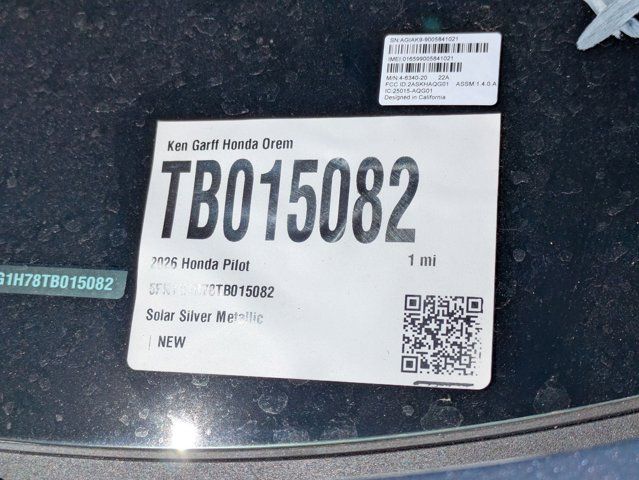 SN:AGIAK9-9005841021
IMEI:016599005841021
M/N:4-6340-20 22A
FCC ID:2ASKHAQG01 ASSM:1.4.0 A
IC:25015-AQG01
Designed in California
Ken Garff Honda Orem
TB015082
2026 Honda Pilot 1 mi
G1H78TB015082
Solar Silver Metallic
| NEW